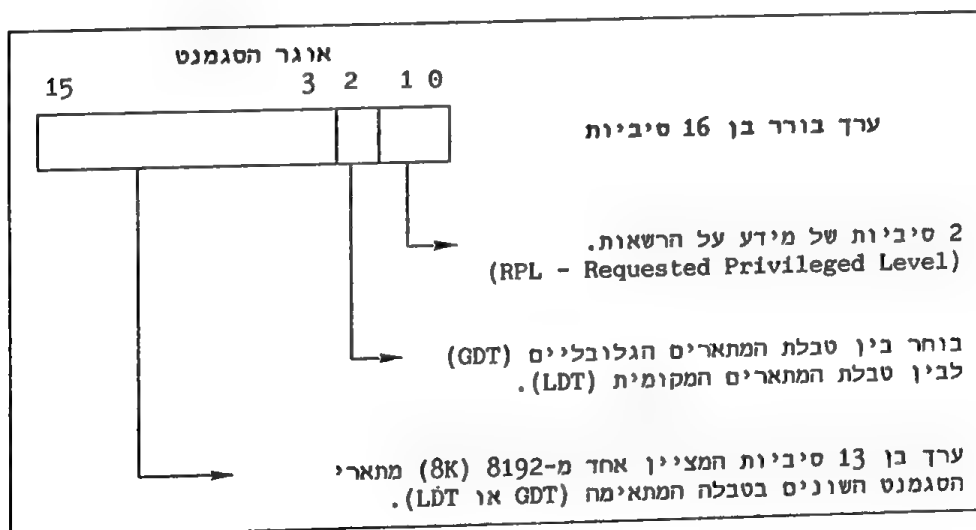 אוגר הסגמנט
15 3 2 1 0
ערך בורר בן 16 סיביות
2 סיביות של מידע על הרשאות.
(RPL - Requested Privileged Level)
בוחר בין טבלת המתארים הגלובליים (GDT)
לבין טבלת המתארים המקומית (LDT).
ערך בן 13 סיביות המציין אחד מ-8192 (8K) מתארי
הסגמנט השונים בטבלה המתאימה (GDT או LDT).